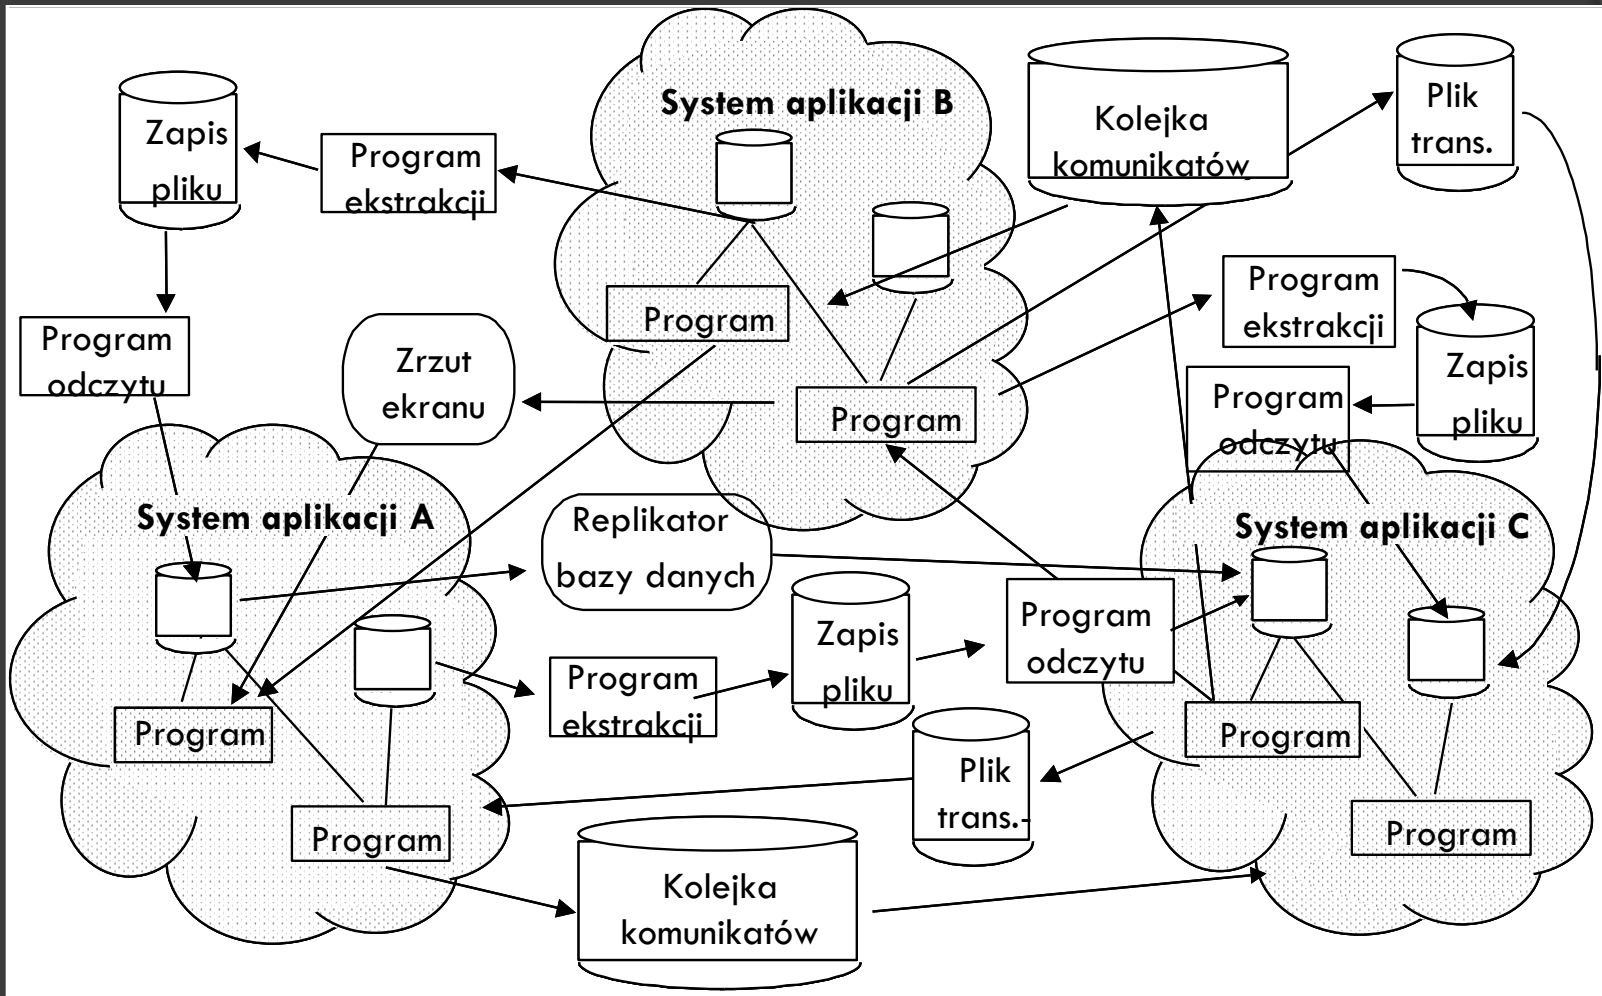 System aplikacji B
Zapis
pliku
Program
ekstrakcji
Kolejka
komunikatów
Plik
trans.
Program
odczytu
Zrzut
ekranu
Program
Program
Program
ekstrakcji
Zapis
pliku
Program
odczytu
System aplikacji A
Replikator
bazy danych
System aplikacji C
Program
odczytu
Zapis
pliku
Program
ekstrakcji
Program
Program
Plik
trans.-
Program
Program
Kolejka
komunikatów